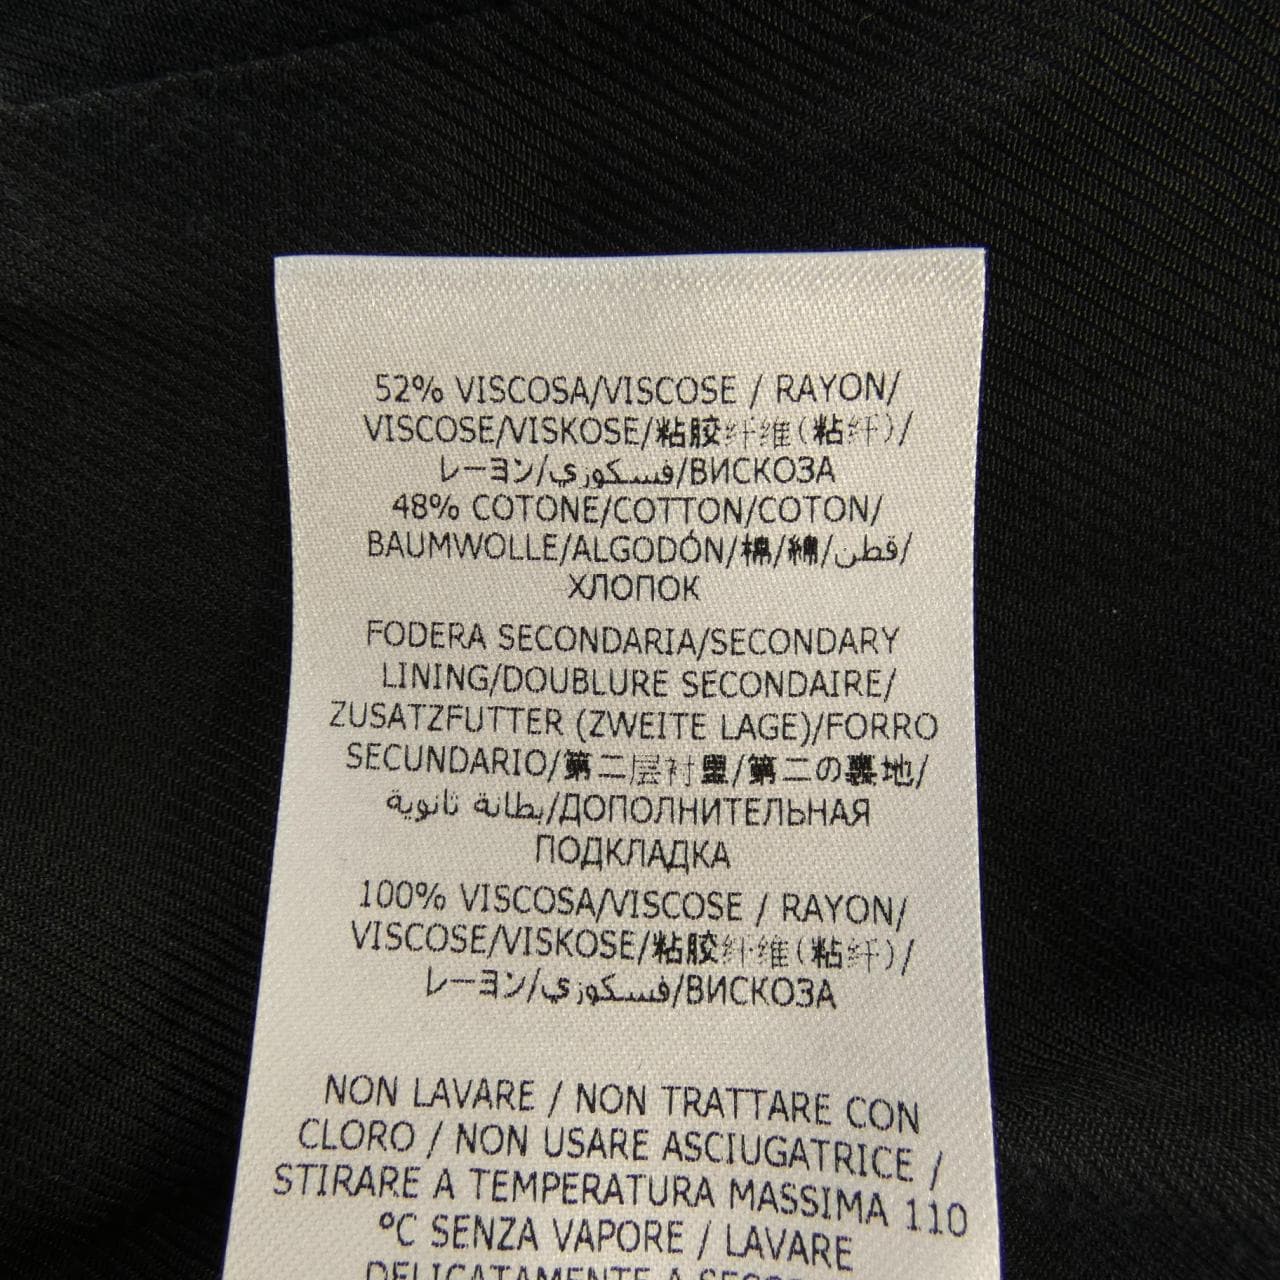 52% VISCOSA/VISCOSE / RAYON/
VISCOSE/VISKOSE/粘胶纤维(粘纤)/
レーヨン/فسكوزي/ВИСКОЗА
48% COTONE/COTTON/COTON/
BAUMWOLLE/ALGODÓN/棉/綿/قطن/
ХЛОПОК
FODERA SECONDARIA/SECONDARY
LINING/DOUBLURE SECONDAIRE/
ZUSATZFUTTER (ZWEITE LAGE)/FORRO
SECUNDARIO/第二层衬里/第二の裏地/
بطانة ثانوية/ДОПОЛНИТЕЛЬНАЯ
ПОДКЛАДКА
100% VISCOSA/VISCOSE / RAYON/
VISCOSE/VISKOSE/粘胶纤维(粘纤)/
レーヨン/فسكوزي/ВИСКОЗА
NON LAVARE / NON TRATTARE CON
CLORO / NON USARE ASCIUGATRICE /
STIRARE A TEMPERATURA MASSIMA 110
°C SENZA VAPORE / LAVARE
DELICATAMENTE A